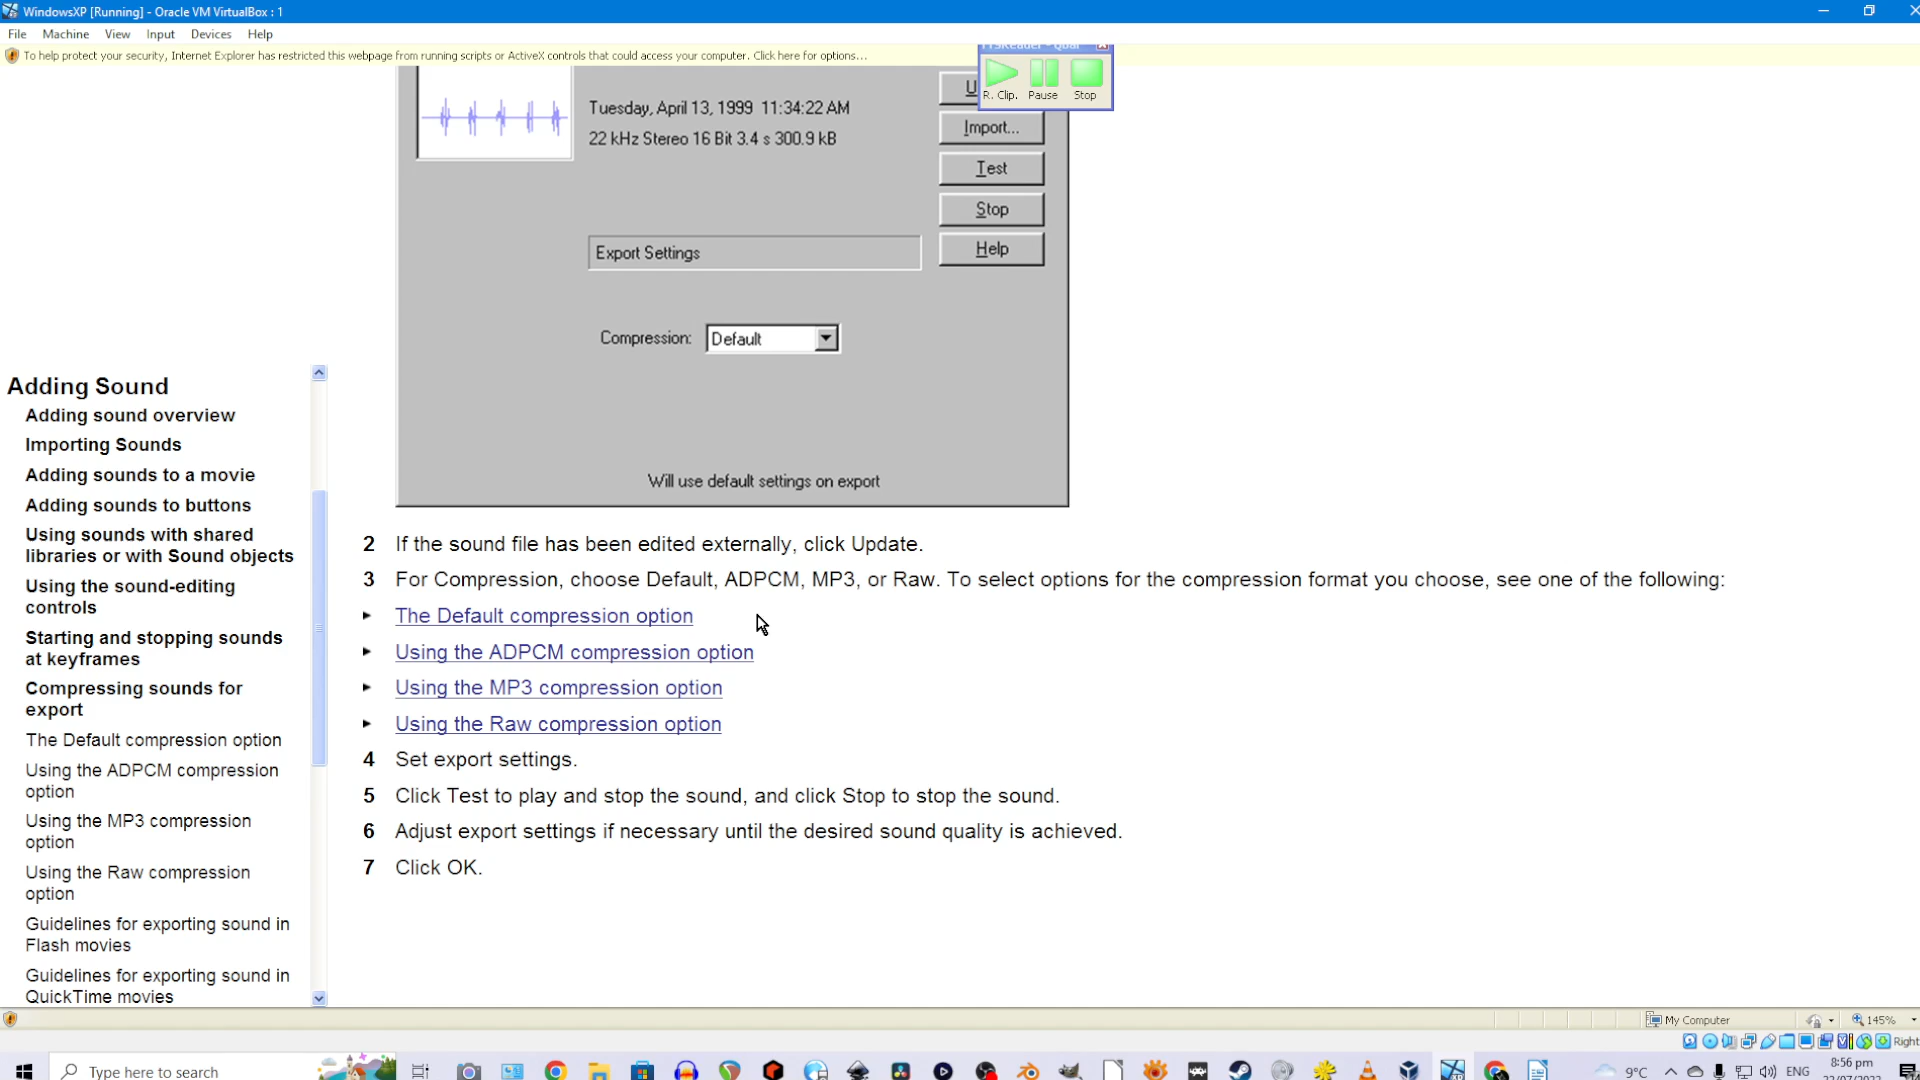 WindowsXP [Running] - Oracle VM VirtualBox : 1
File Machine View Input Devices Help
To help protect your security, Internet Explorer has restricted this webpage from running scripts or ActiveX controls that could access your computer. Click here for options...
R. Clip. Pause Stop
Tuesday, April 13, 1999 11:34:22 AM
22 kHz Stereo 16 Bit 3.4 s 300.9 kB
Import...
Test
Stop
Help
Export Settings
Compression: Default
Will use default settings on export
Adding Sound
Adding sound overview
Importing Sounds
Adding sounds to a movie
Adding sounds to buttons
Using sounds with shared
libraries or with Sound objects
Using the sound-editing
controls
Starting and stopping sounds
at keyframes
Compressing sounds for
export
The Default compression option
Using the ADPCM compression
option
Using the MP3 compression
option
Using the Raw compression
option
Guidelines for exporting sound in
Flash movies
Guidelines for exporting sound in
QuickTime movies
2 If the sound file has been edited externally, click Update.
3 For Compression, choose Default, ADPCM, MP3, or Raw. To select options for the compression format you choose, see one of the following:
The Default compression option
Using the ADPCM compression option
Using the MP3 compression option
Using the Raw compression option
4 Set export settings.
5 Click Test to play and stop the sound, and click Stop to stop the sound.
6 Adjust export settings if necessary until the desired sound quality is achieved.
7 Click OK.
My Computer
145%
Right
Type here to search
9°C
ENG
8:56 pm